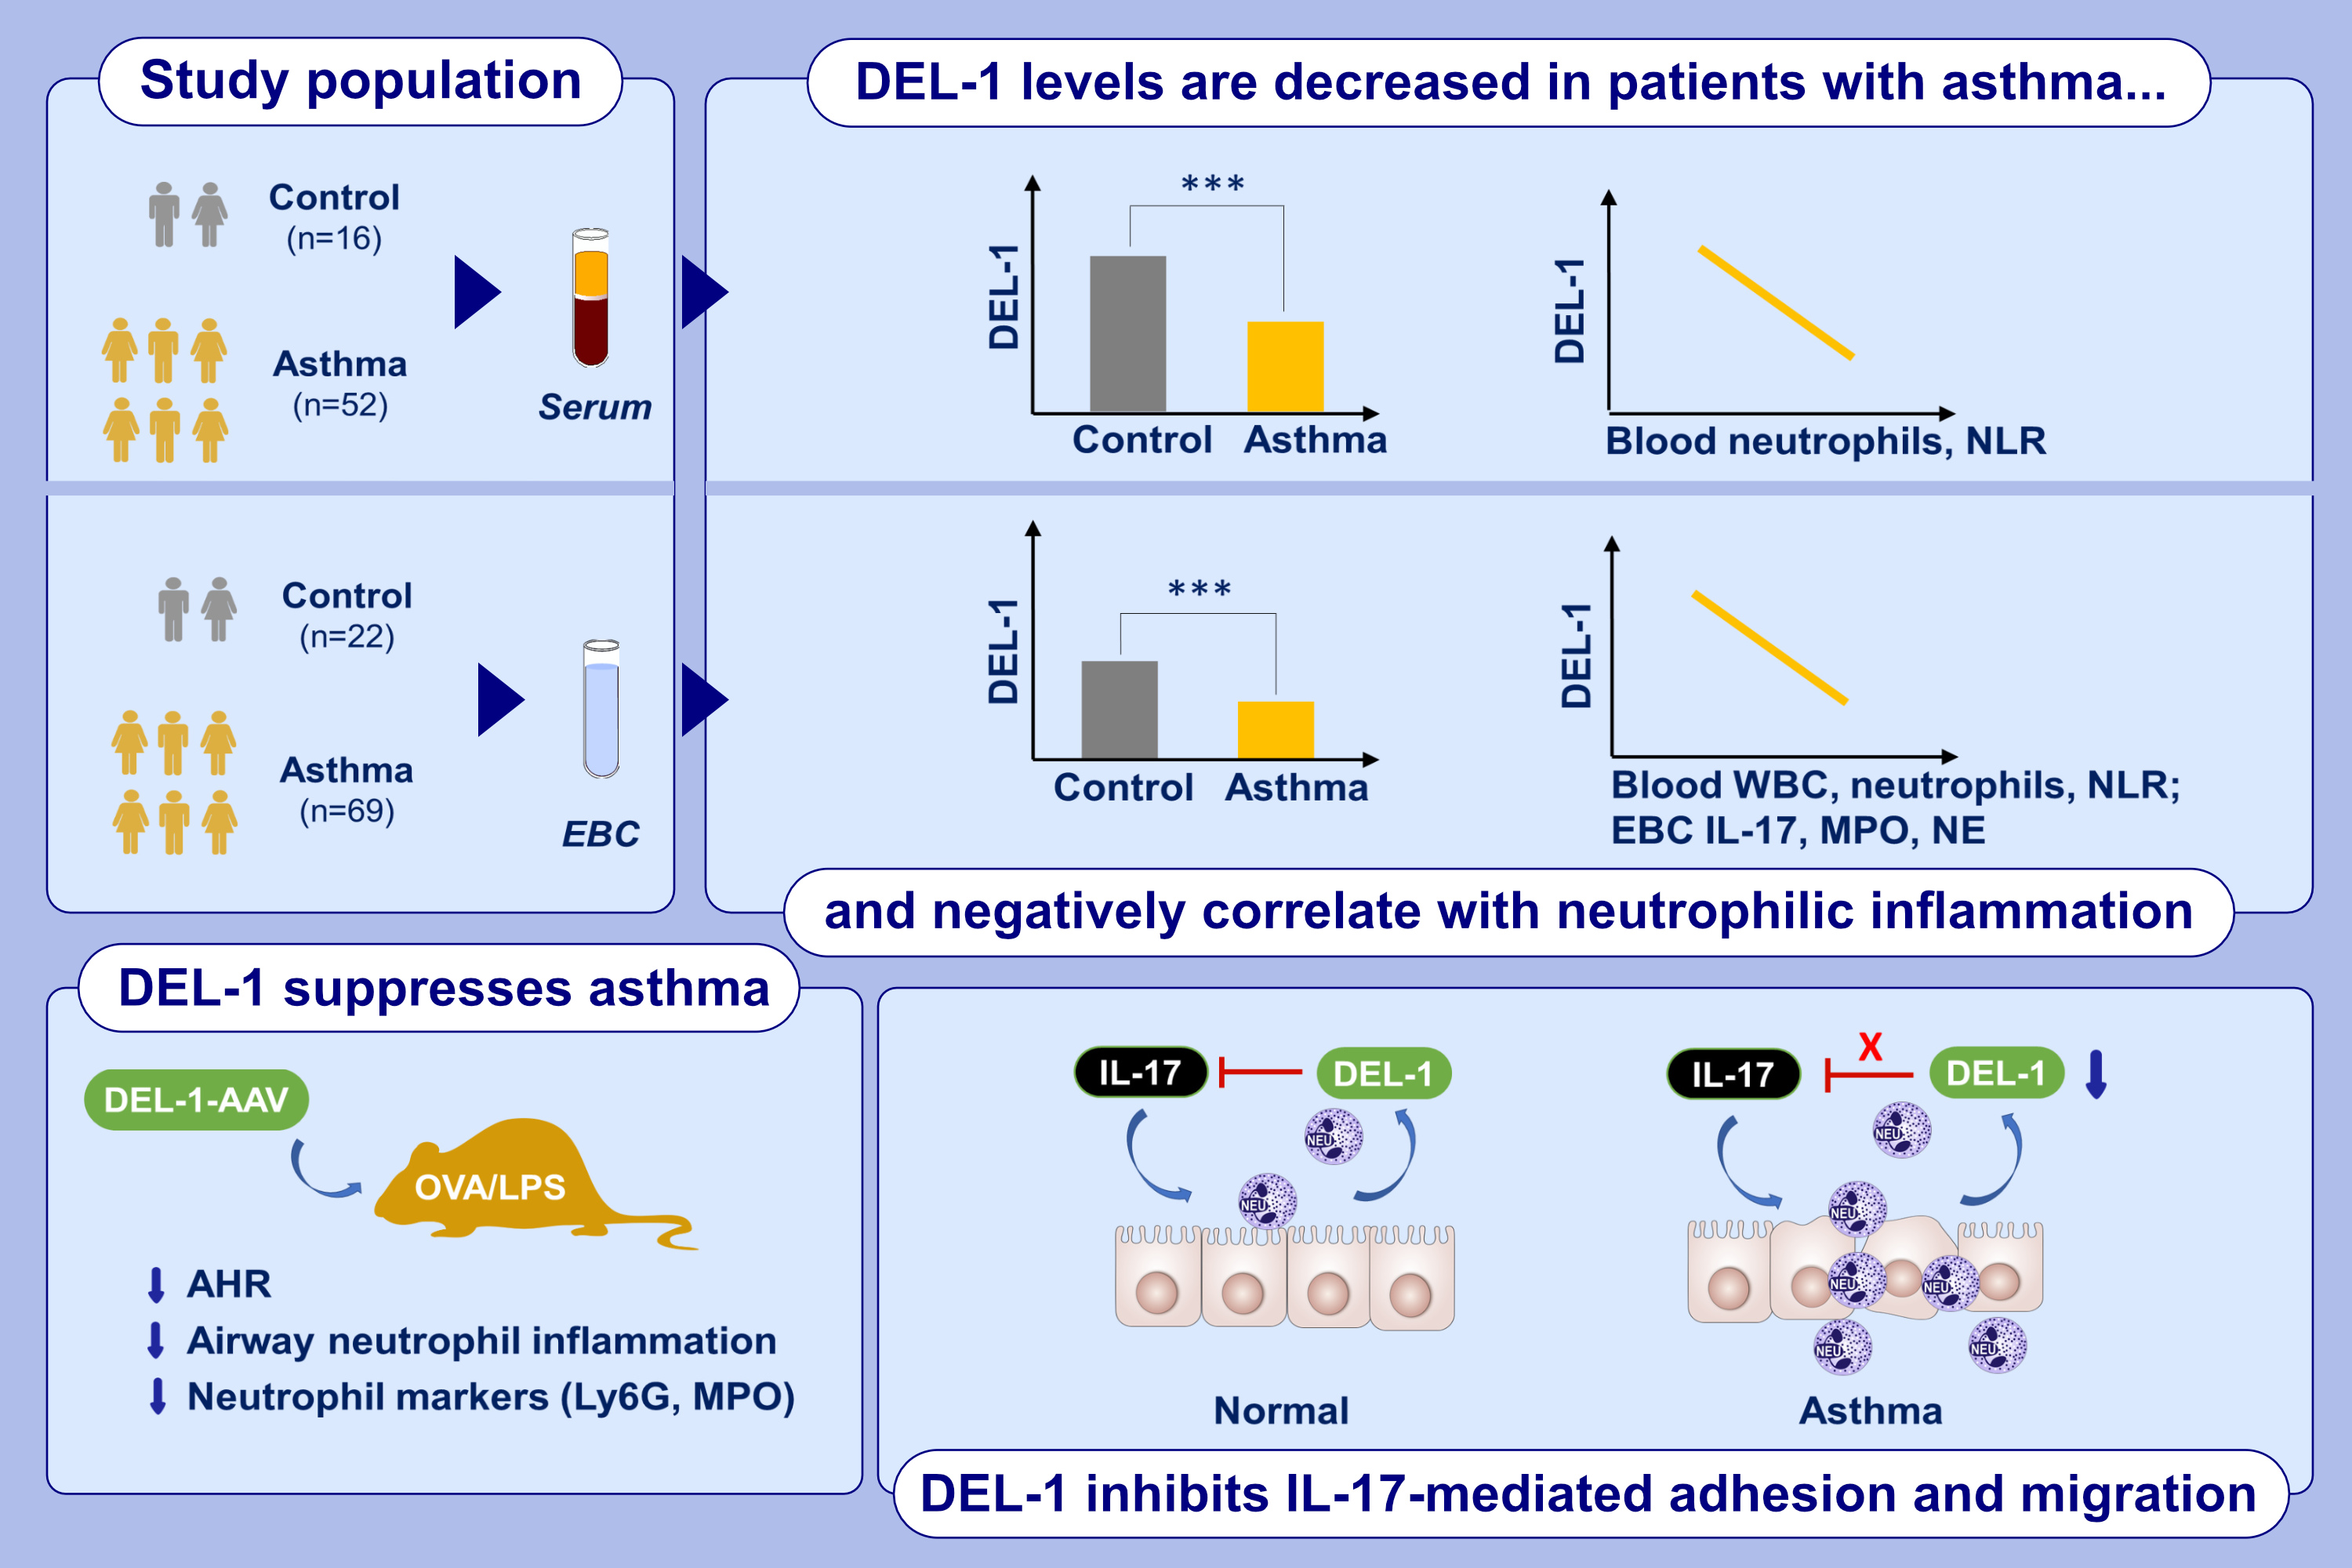 Study population
Control
(n=16)
Asthma
(n=52)
Serum
Control
(n=22)
Asthma
(n=69)
EBC
DEL-1 levels are decreased in patients with asthma...
***
DEL-1
Control Asthma
DEL-1
Blood neutrophils, NLR
***
DEL-1
Control Asthma
DEL-1
Blood WBC, neutrophils, NLR;
EBC IL-17, MPO, NE
and negatively correlate with neutrophilic inflammation
DEL-1 suppresses asthma
DEL-1-AAV
OVA/LPS
AHR
Airway neutrophil inflammation
Neutrophil markers (Ly6G, MPO)
IL-17
DEL-1
NEU
NEU
Normal
IL-17
X
DEL-1
NEU
NEU
NEU
NEU
NEU
NEU
Asthma
DEL-1 inhibits IL-17-mediated adhesion and migration